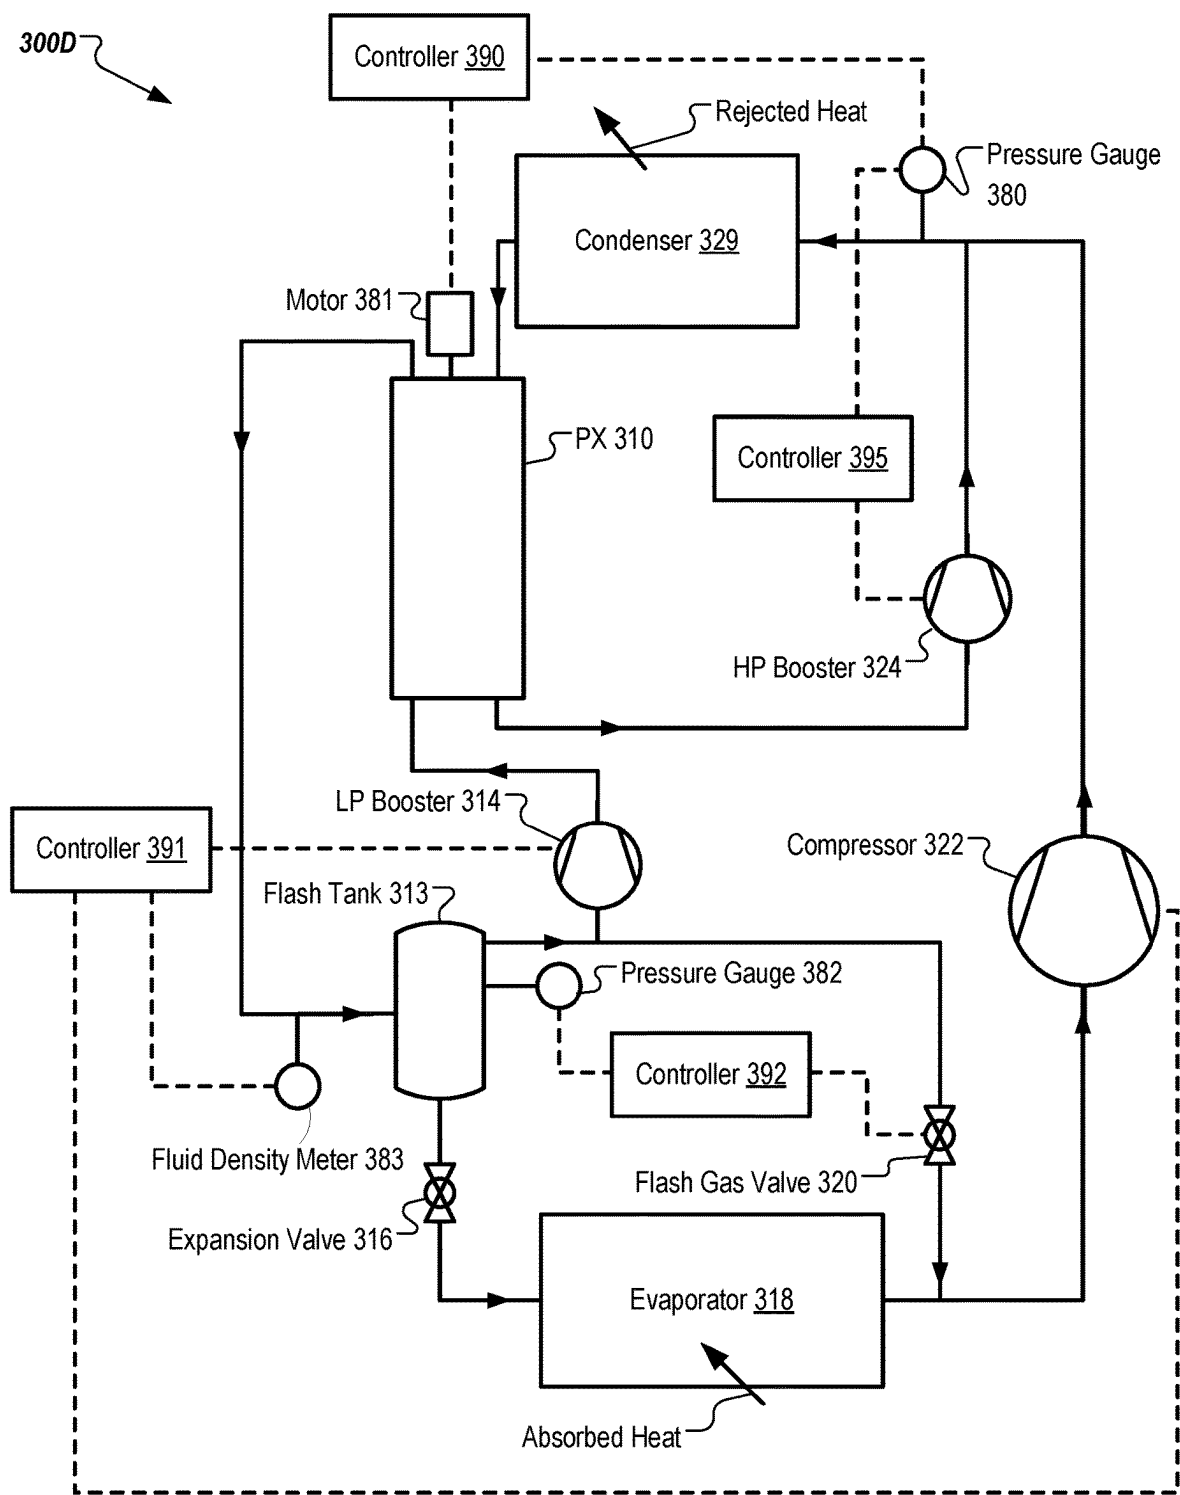 300D
Controller 390
Rejected Heat
Pressure Gauge
380
Condenser 329
Motor 381
PX 310
Controller 395
HP Booster 324
LP Booster 314
Controller 391
Compressor 322
Flash Tank 313
Pressure Gauge 382
Controller 392
Fluid Density Meter 383
Flash Gas Valve 320
Expansion Valve 316
Evaporator 318
Absorbed Heat